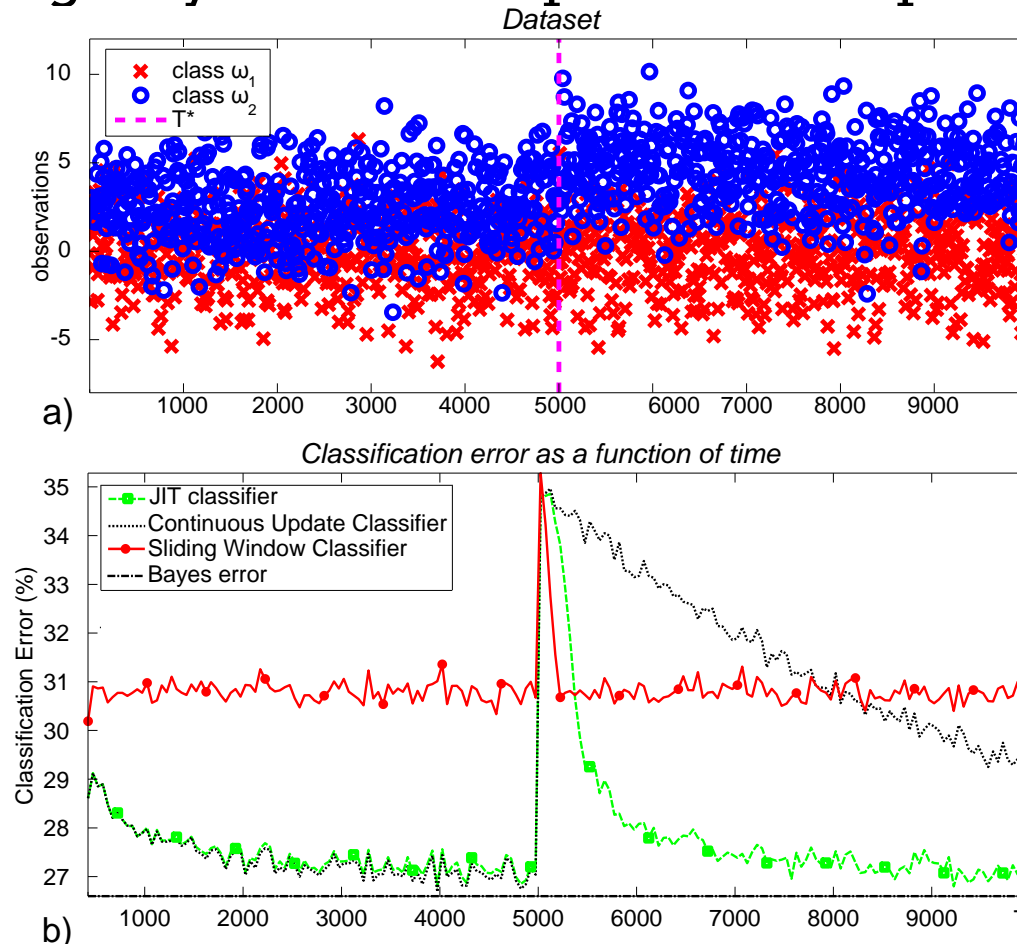 Dataset
class ω1
class ω2
T*
10
5
0
-5
observations
1000 2000 3000 4000 5000 6000 7000 8000 9000
a)
Classification error as a function of time
JIT classifier
Continuous Update Classifier
Sliding Window Classifier
Bayes error
35
34
33
32
31
30
29
28
27
Classification Error (%)
1000 2000 3000 4000 5000 6000 7000 8000 9000
b)